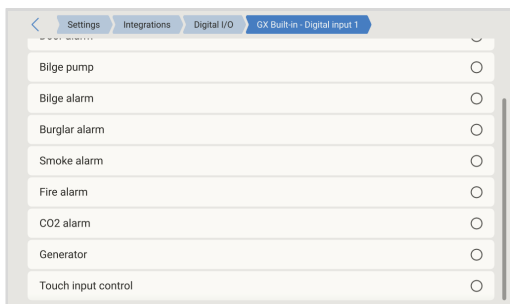 Settings Integrations Digital I/O GX Built-in - Digital input 1
Bilge pump
Bilge alarm
Burglar alarm
Smoke alarm
Fire alarm
CO2 alarm
Generator
Touch input control